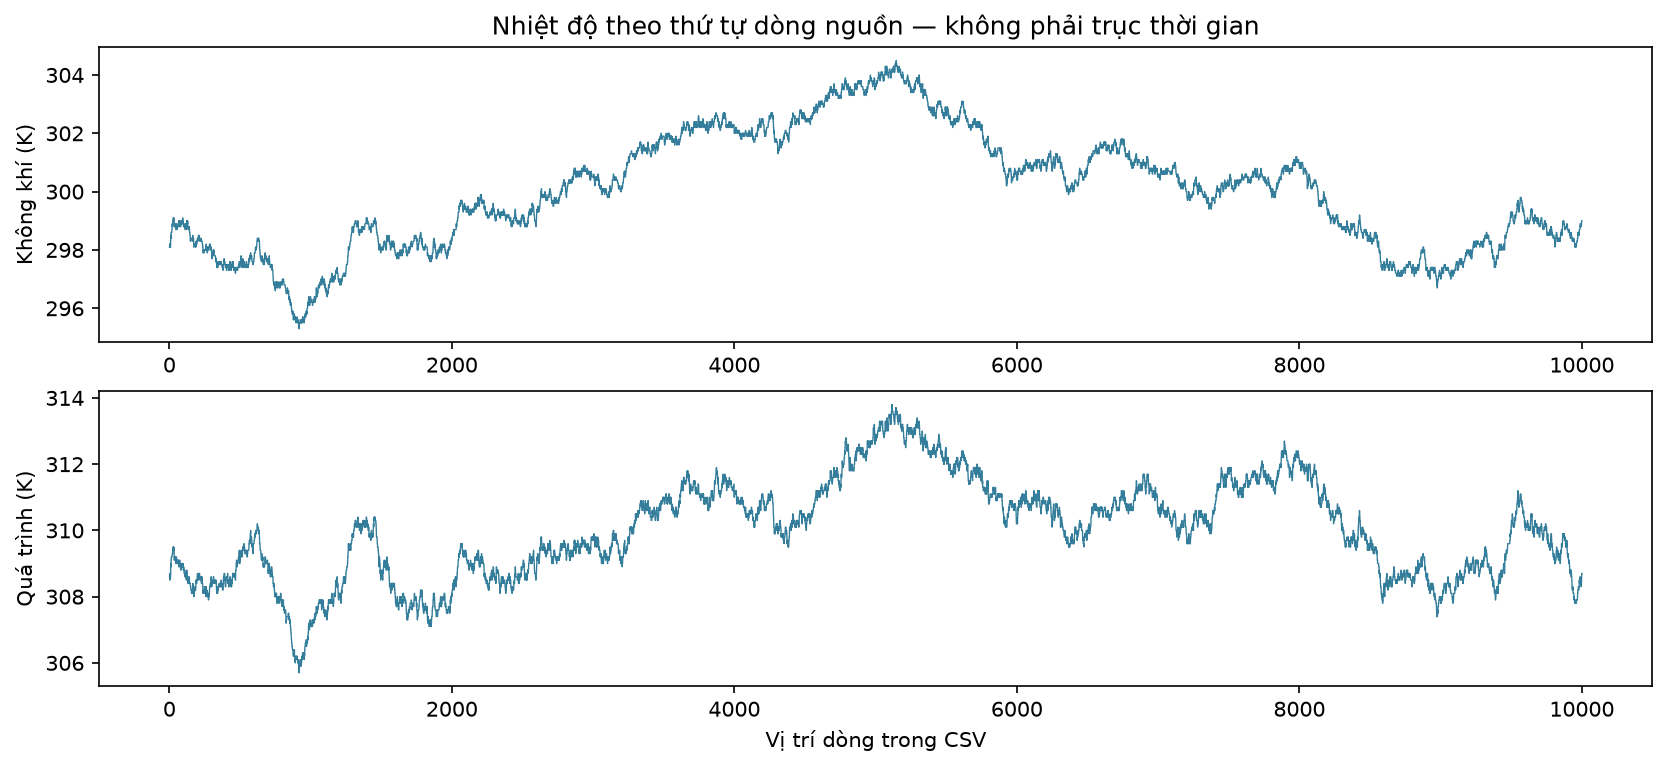 Nhiệt độ theo thứ tự dòng nguồn — không phải trục thời gian
Không khí (K)
304
302
300
298
296
0 2000 4000 6000 8000 10000
Quá trình (K)
314
312
310
308
306
0 2000 4000 6000 8000 10000
Vị trí dòng trong CSV